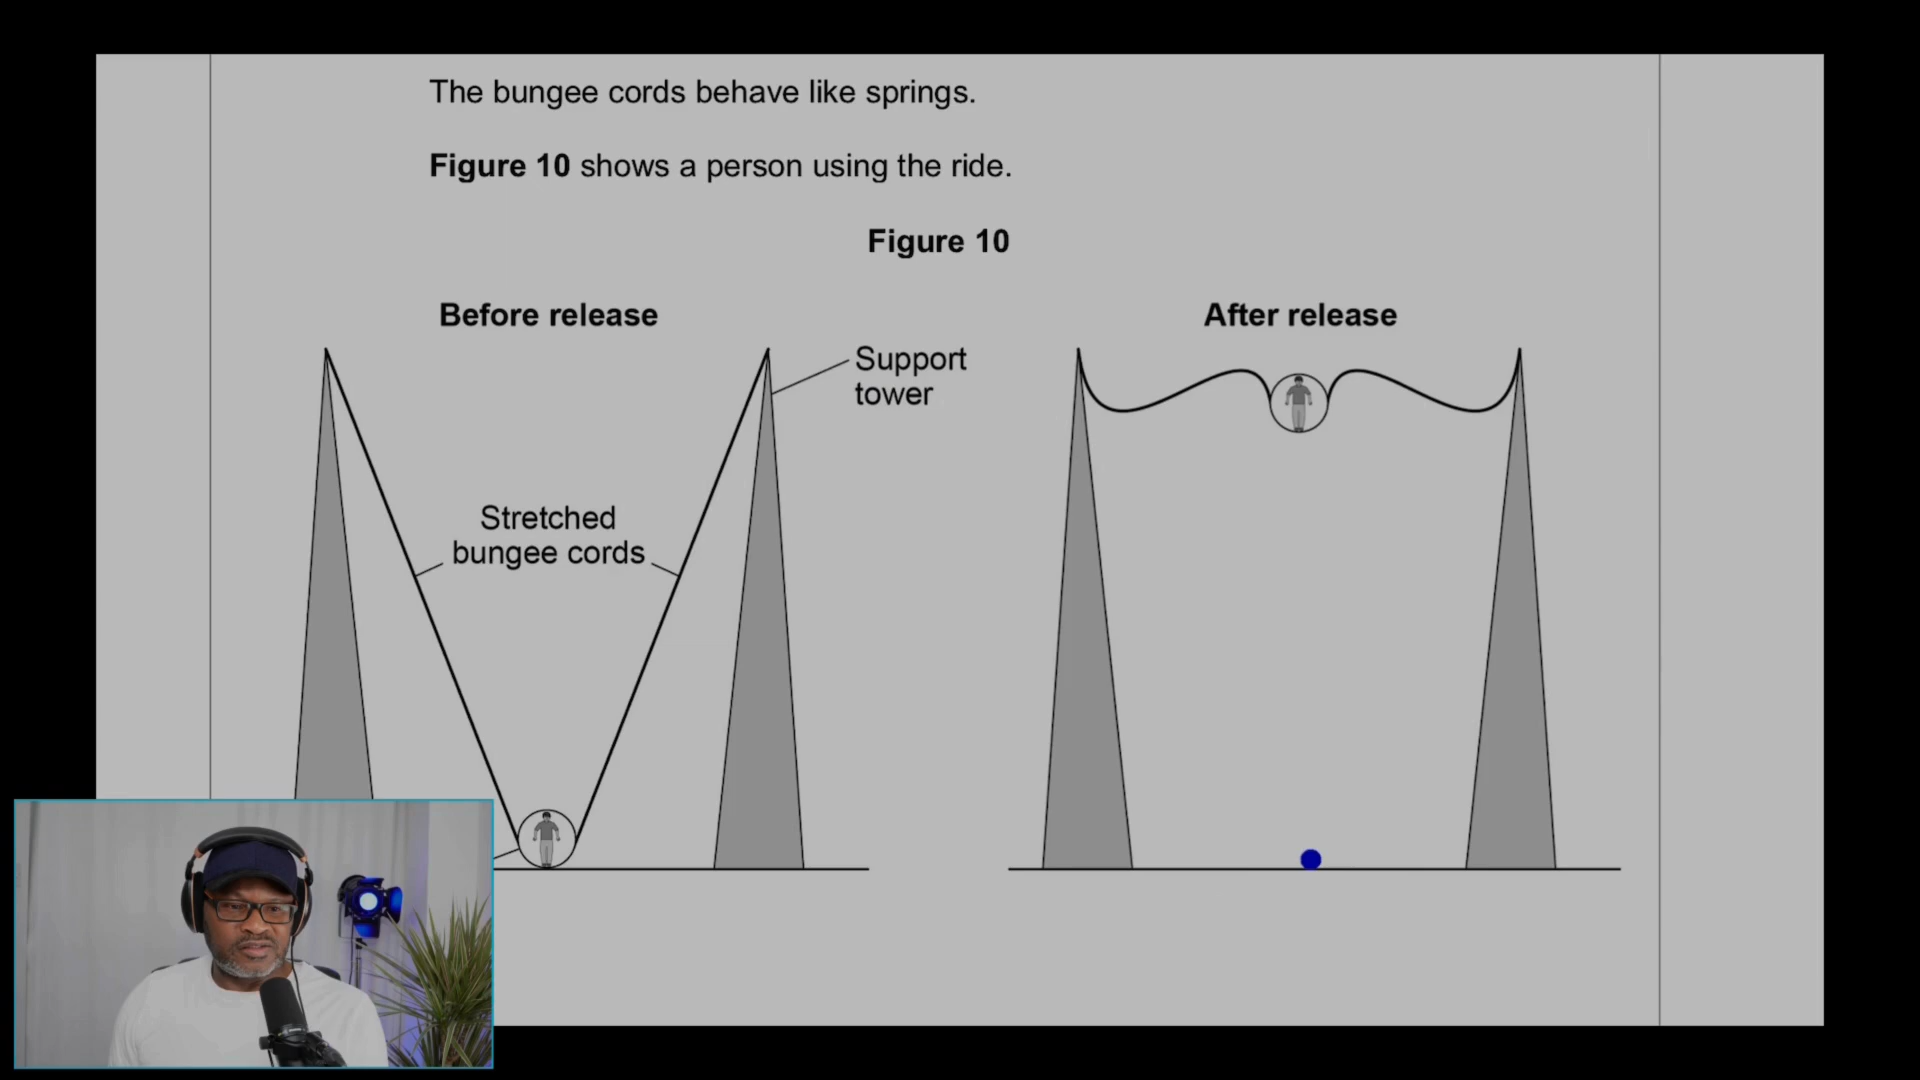 The bungee cords behave like springs.
Figure 10 shows a person using the ride.
Figure 10
Before release
After release
Support
tower
Stretched
bungee cords